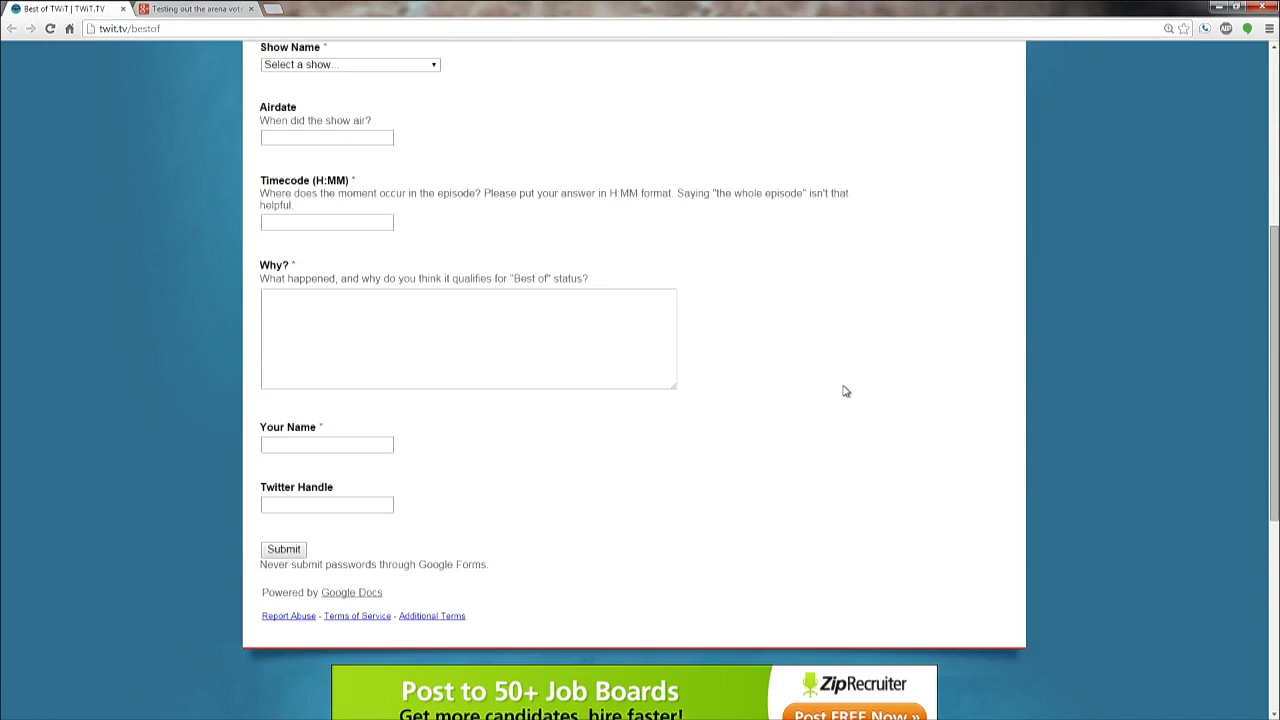 Best of TWiT | TWiT.TV
Testing out the arena vot
twit.tv/bestof
Show Name *
Select a show...
Airdate
When did the show air?
Timecode (H:MM) *
Where does the moment occur in the episode? Please put your answer in H:MM format. Saying "the whole episode" isn't that
helpful.
Why? *
What happened, and why do you think it qualifies for "Best of" status?
Your Name *
Twitter Handle
Submit
Never submit passwords through Google Forms.
Powered by Google Docs
Report Abuse - Terms of Service - Additional Terms
Post to 50+ Job Boards
Get more candidates, hire faster!
ZipRecruiter
Post FREE Now »